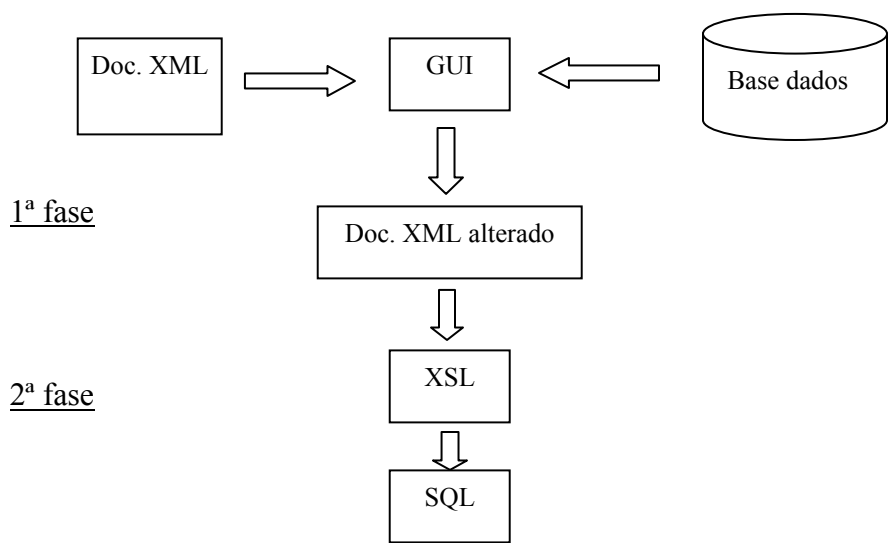 Doc. XML
GUI
Base dados
1ª fase
Doc. XML alterado
XSL
2ª fase
SQL